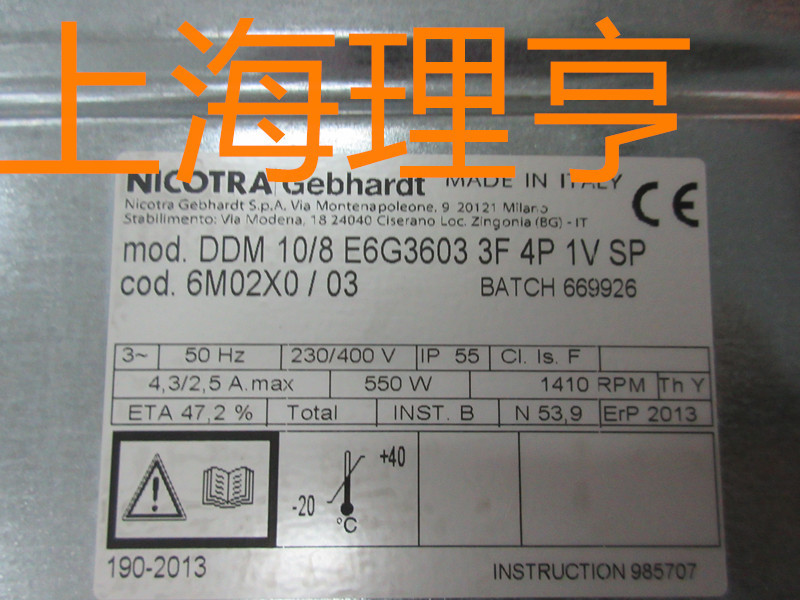 上海理亨
NICOTRA Gebhardt MADE IN ITALY CE
Nicotra Gebhardt S.p.A. Via Montenapoleone, 9 20121 Milano
Stabilimento: Via Modena, 18 24040 Ciserano Loc. Zingonia (BG) - IT
mod. DDM 10/8 E6G3603 3F 4P 1V SP
cod. 6M02X0 / 03 BATCH 669926
3~ 50 Hz 230/400 V IP 55 Cl. Is. F
4,3/2,5 A.max 550 W 1410 RPM Th Y
ETA 47,2 % Total INST. B N 53,9 ErP 2013
+40
-20
°C
190-2013 INSTRUCTION 985707